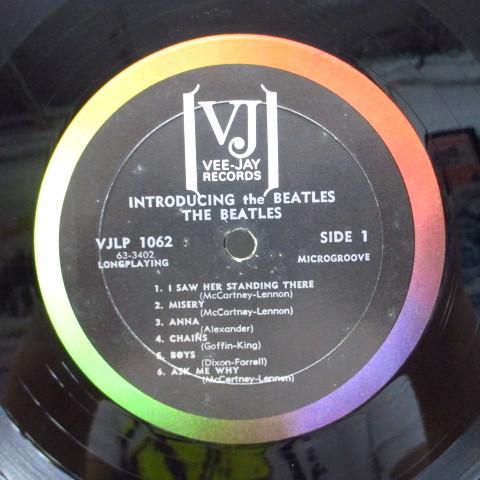 VJ
VEE-JAY
RECORDS
INTRODUCING the BEATLES
THE BEATLES
VJLP 1062 SIDE 1
63-3402
LONGPLAYING MICROGROOVE
1. I SAW HER STANDING THERE
(McCartney-Lennon)
2. MISERY
(McCartney-Lennon)
3. ANNA
(Alexander)
4. CHAINS
(Goffin-King)
5. BOYS
(Dixon-Farrell)
6. ASK ME WHY
(McCartney-Lennon)